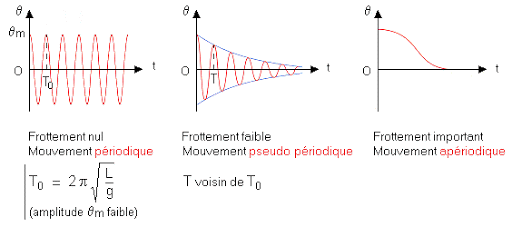 θ
θm
O
T₀
t
Frottement nul
Mouvement périodique
T₀ = 2 π √(L/g)
(amplitude θm faible)
θ
O
T
t
Frottement faible
Mouvement pseudo périodique
T voisin de T₀
θ
O
t
Frottement important
Mouvement apériodique